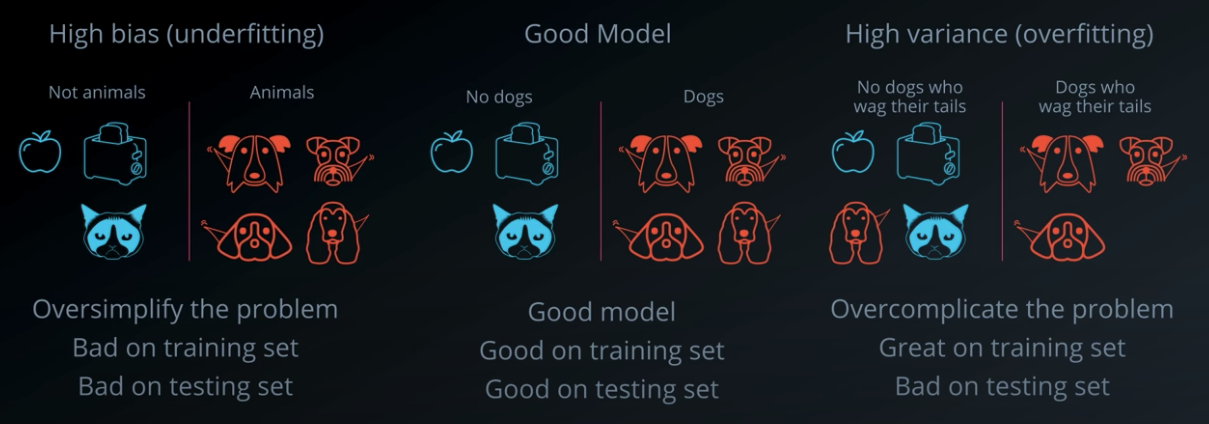 High bias (underfitting)
Not animals
Animals
Oversimplify the problem
Bad on training set
Bad on testing set
Good Model
No dogs
Dogs
Good model
Good on training set
Good on testing set
High variance (overfitting)
No dogs who
wag their tails
Dogs who
wag their tails
Overcomplicate the problem
Great on training set
Bad on testing set